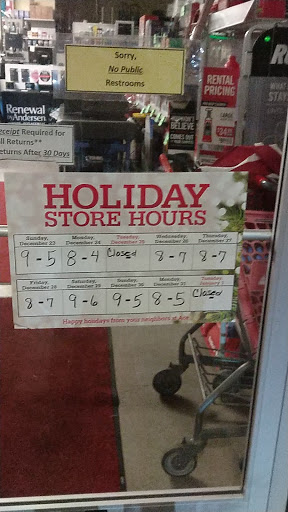 Sorry,
No Public
Restrooms
RENTAL
PRICING
Renewal
by Andersen
Receipt Required for
All Returns**
Returns After 30 Days
BELIEVE
HOLIDAY
STORE HOURS
Sunday, December 23
Monday, December 24
Tuesday, December 25
Wednesday, December 26
Thursday, December 27
9-5 8-4 Closed 8-7 8-7
Friday, December 28
Saturday, December 29
Sunday, December 30
Monday, December 31
Tuesday, January 1
8-7 9-6 9-5 8-5 Closed
Happy holidays from your neighbors at Ace